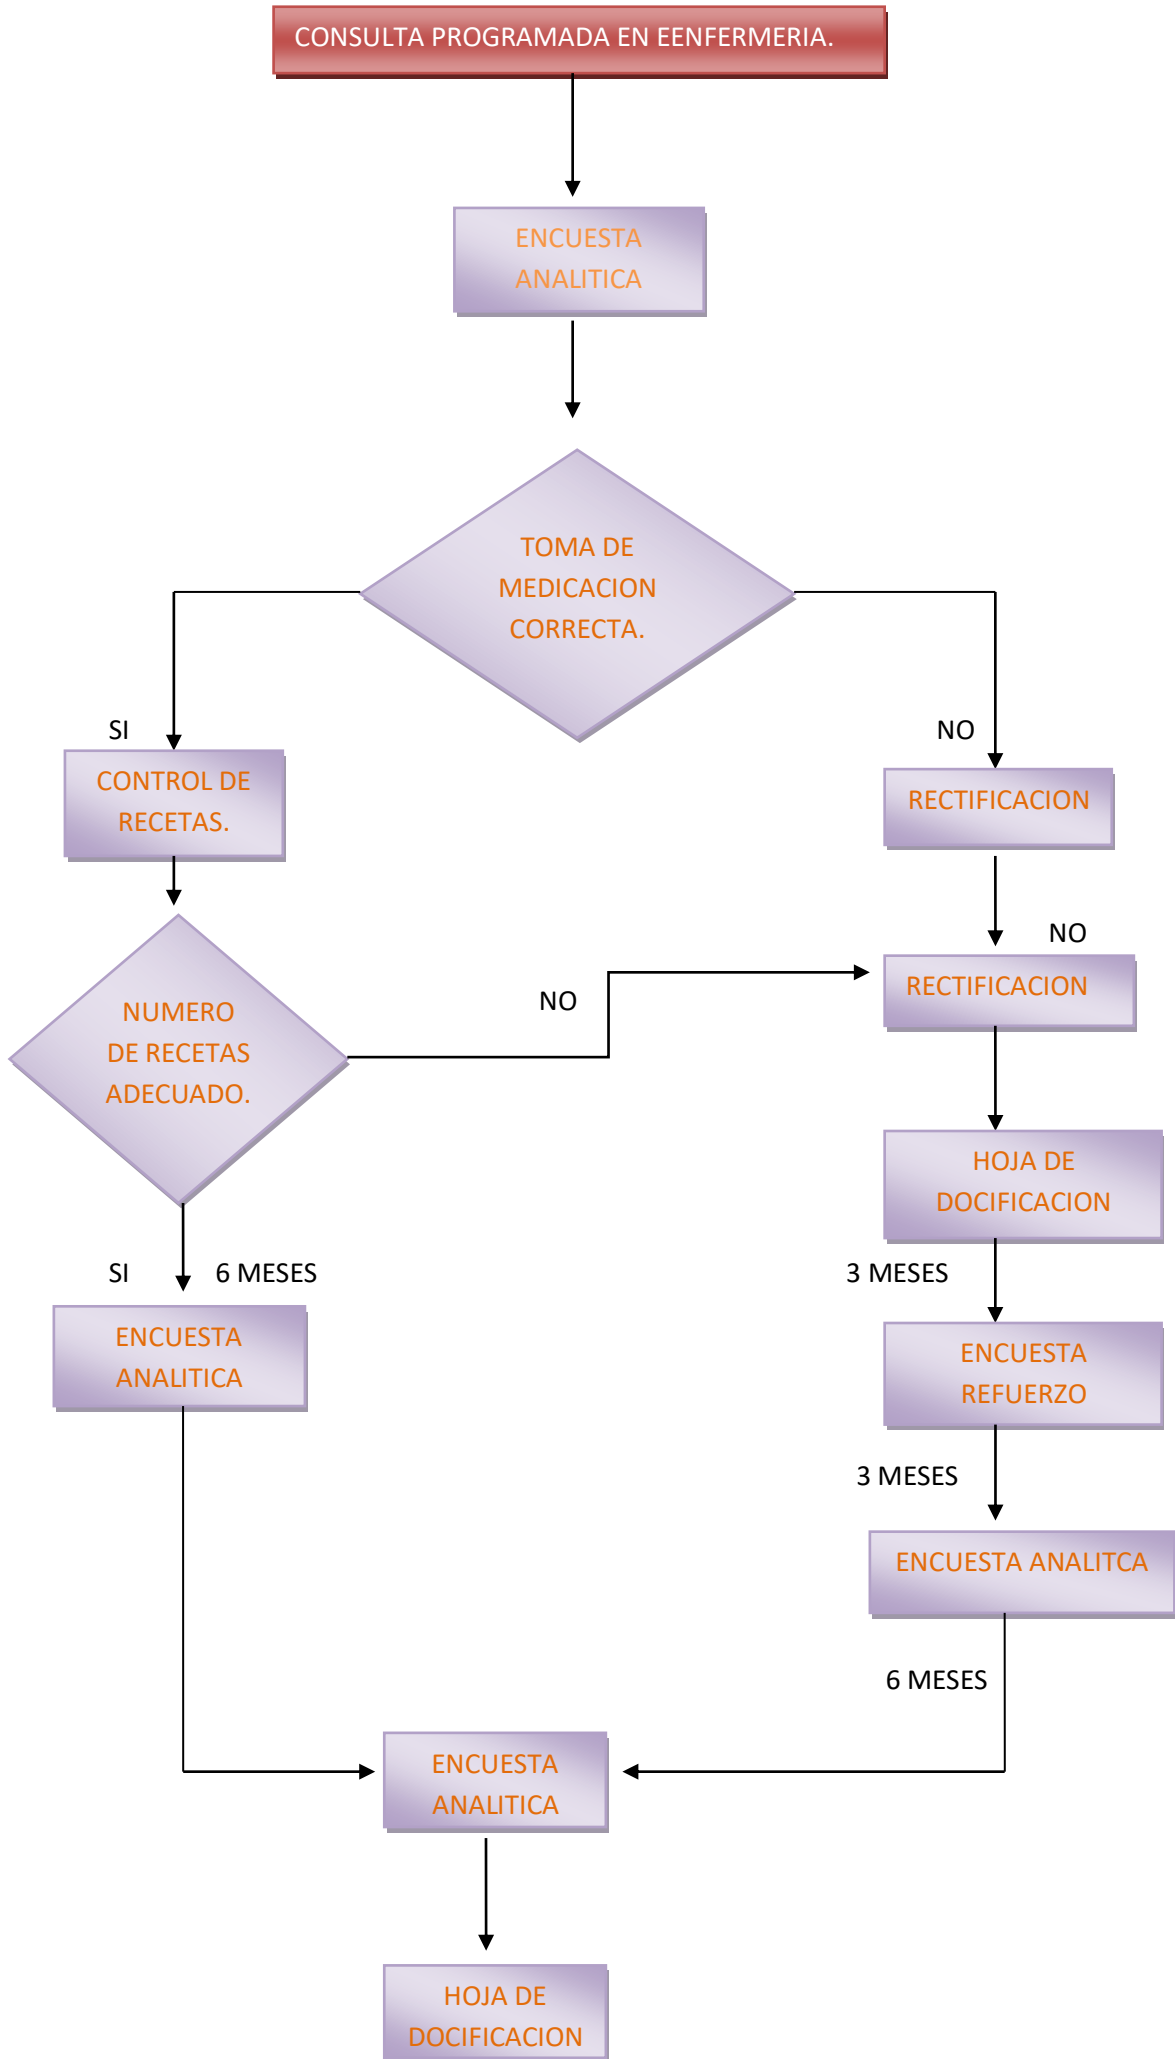 CONSULTA PROGRAMADA EN EENFERMERIA.
ENCUESTA
ANALITICA
TOMA DE
MEDICACION
CORRECTA.
SI
NO
CONTROL DE
RECETAS.
RECTIFICACION
NO
RECTIFICACION
NO
NUMERO
DE RECETAS
ADECUADO.
HOJA DE
DOCIFICACION
SI
6 MESES
3 MESES
ENCUESTA
ANALITICA
ENCUESTA
REFUERZO
3 MESES
ENCUESTA ANALITCA
6 MESES
ENCUESTA
ANALITICA
HOJA DE
DOCIFICACION